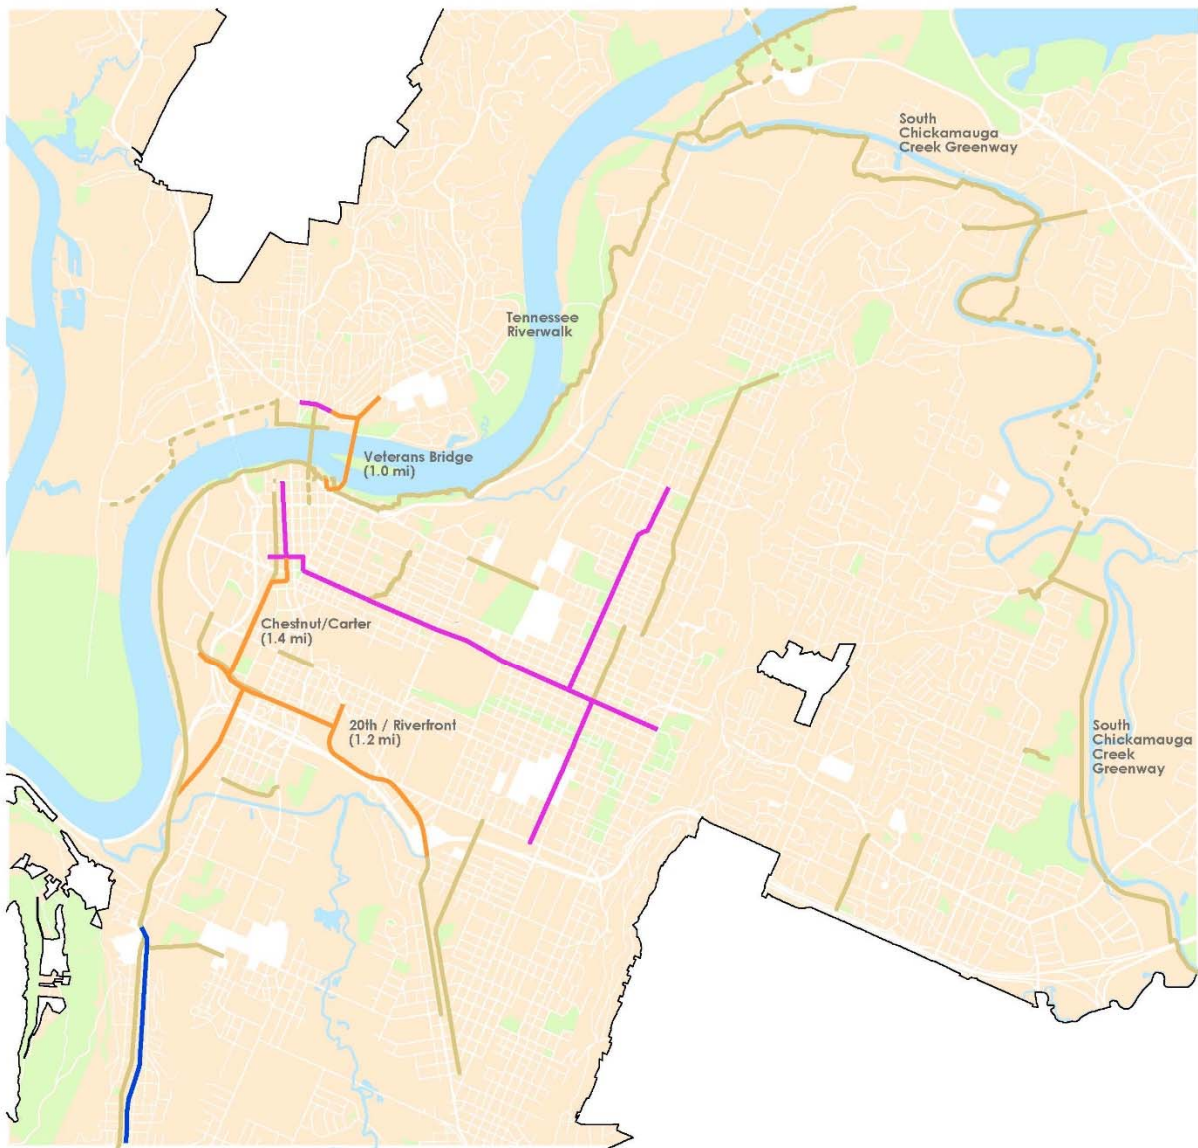 South
Chickamauga
Creek Greenway
Tennessee
Riverwalk
Veterans Bridge
(1.0 mi)
Chestnut/Carter
(1.4 mi)
20th / Riverfront
(1.2 mi)
South
Chickamauga
Creek
Greenway